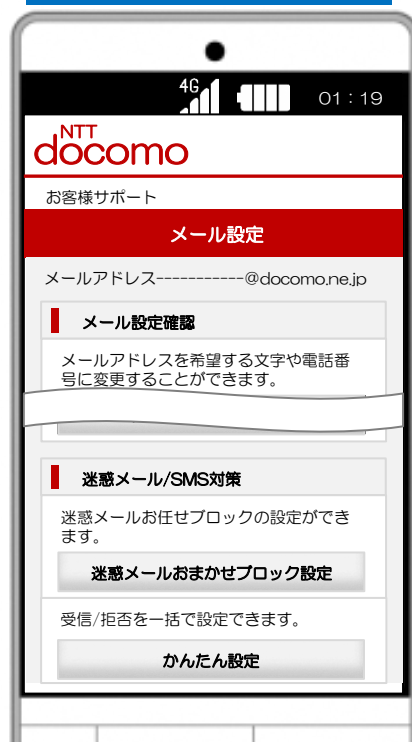 4G
01：19
NTT
docomo
お客様サポート
メール設定
メールアドレス-----------@docomo.ne.jp
メール設定確認
メールアドレスを希望する文字や電話番
号に変更することができます。
迷惑メール/SMS対策
迷惑メールお任せブロックの設定ができ
ます。
迷惑メールおまかせブロック設定
受信/拒否を一括で設定できます。
かんたん設定